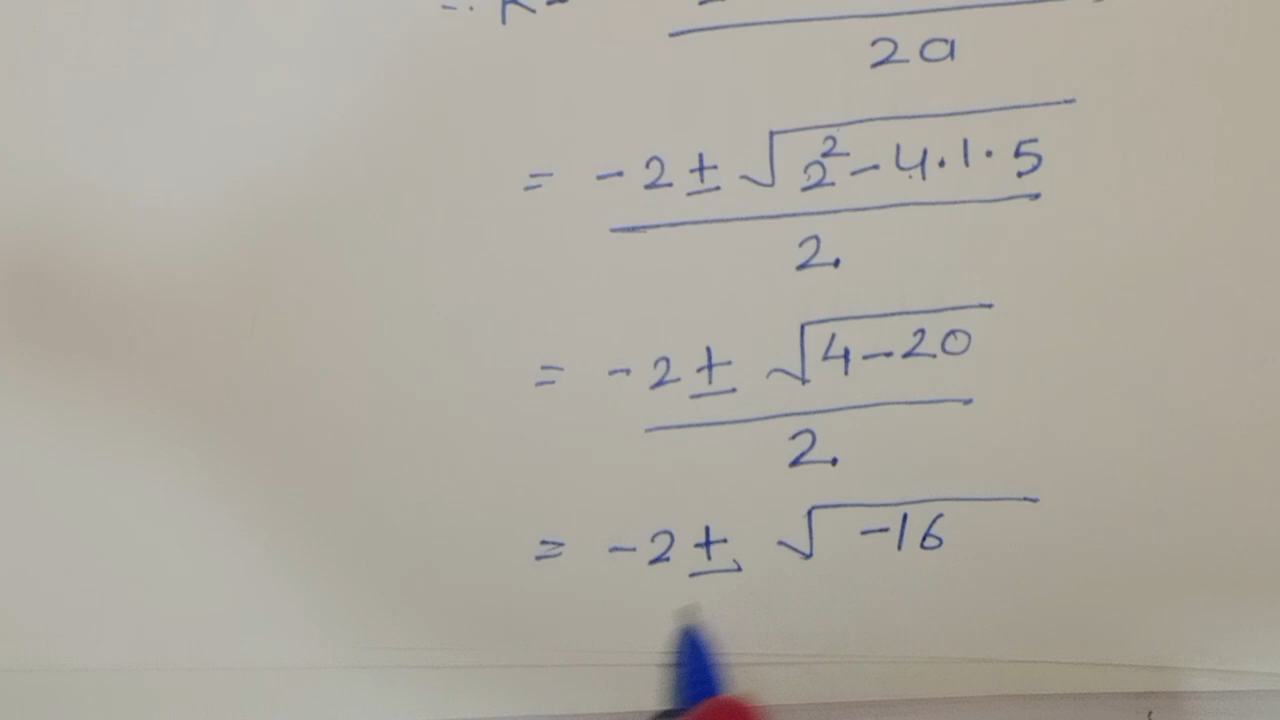 2a
= -2 ± √2² - 4·1·5
2.
= -2 ± √4-20
2.
= -2 ± √-16